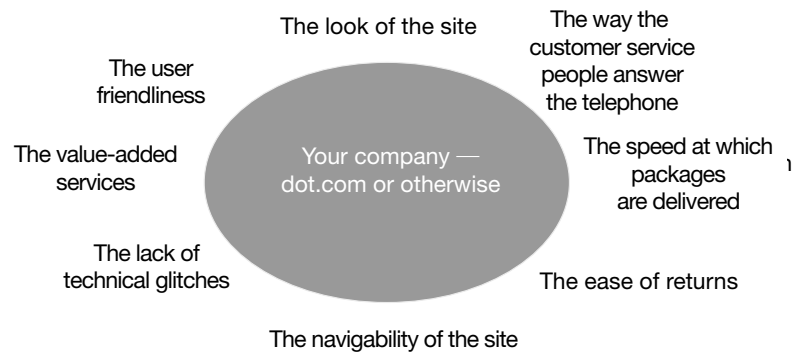 The look of the site
The way the
customer service
people answer
the telephone
The user
friendliness
The value-added
services
Your company —
dot.com or otherwise
The speed at which
packages
are delivered
The lack of
technical glitches
The ease of returns
The navigability of the site